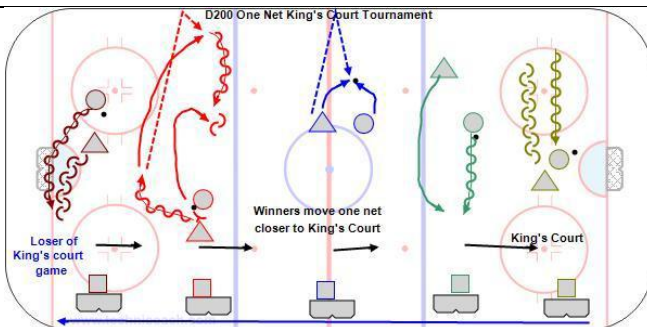 D200 One Net King's Court Tournament
Winners move one net
closer to King's Court
Loser of
King's court
game
King's Court